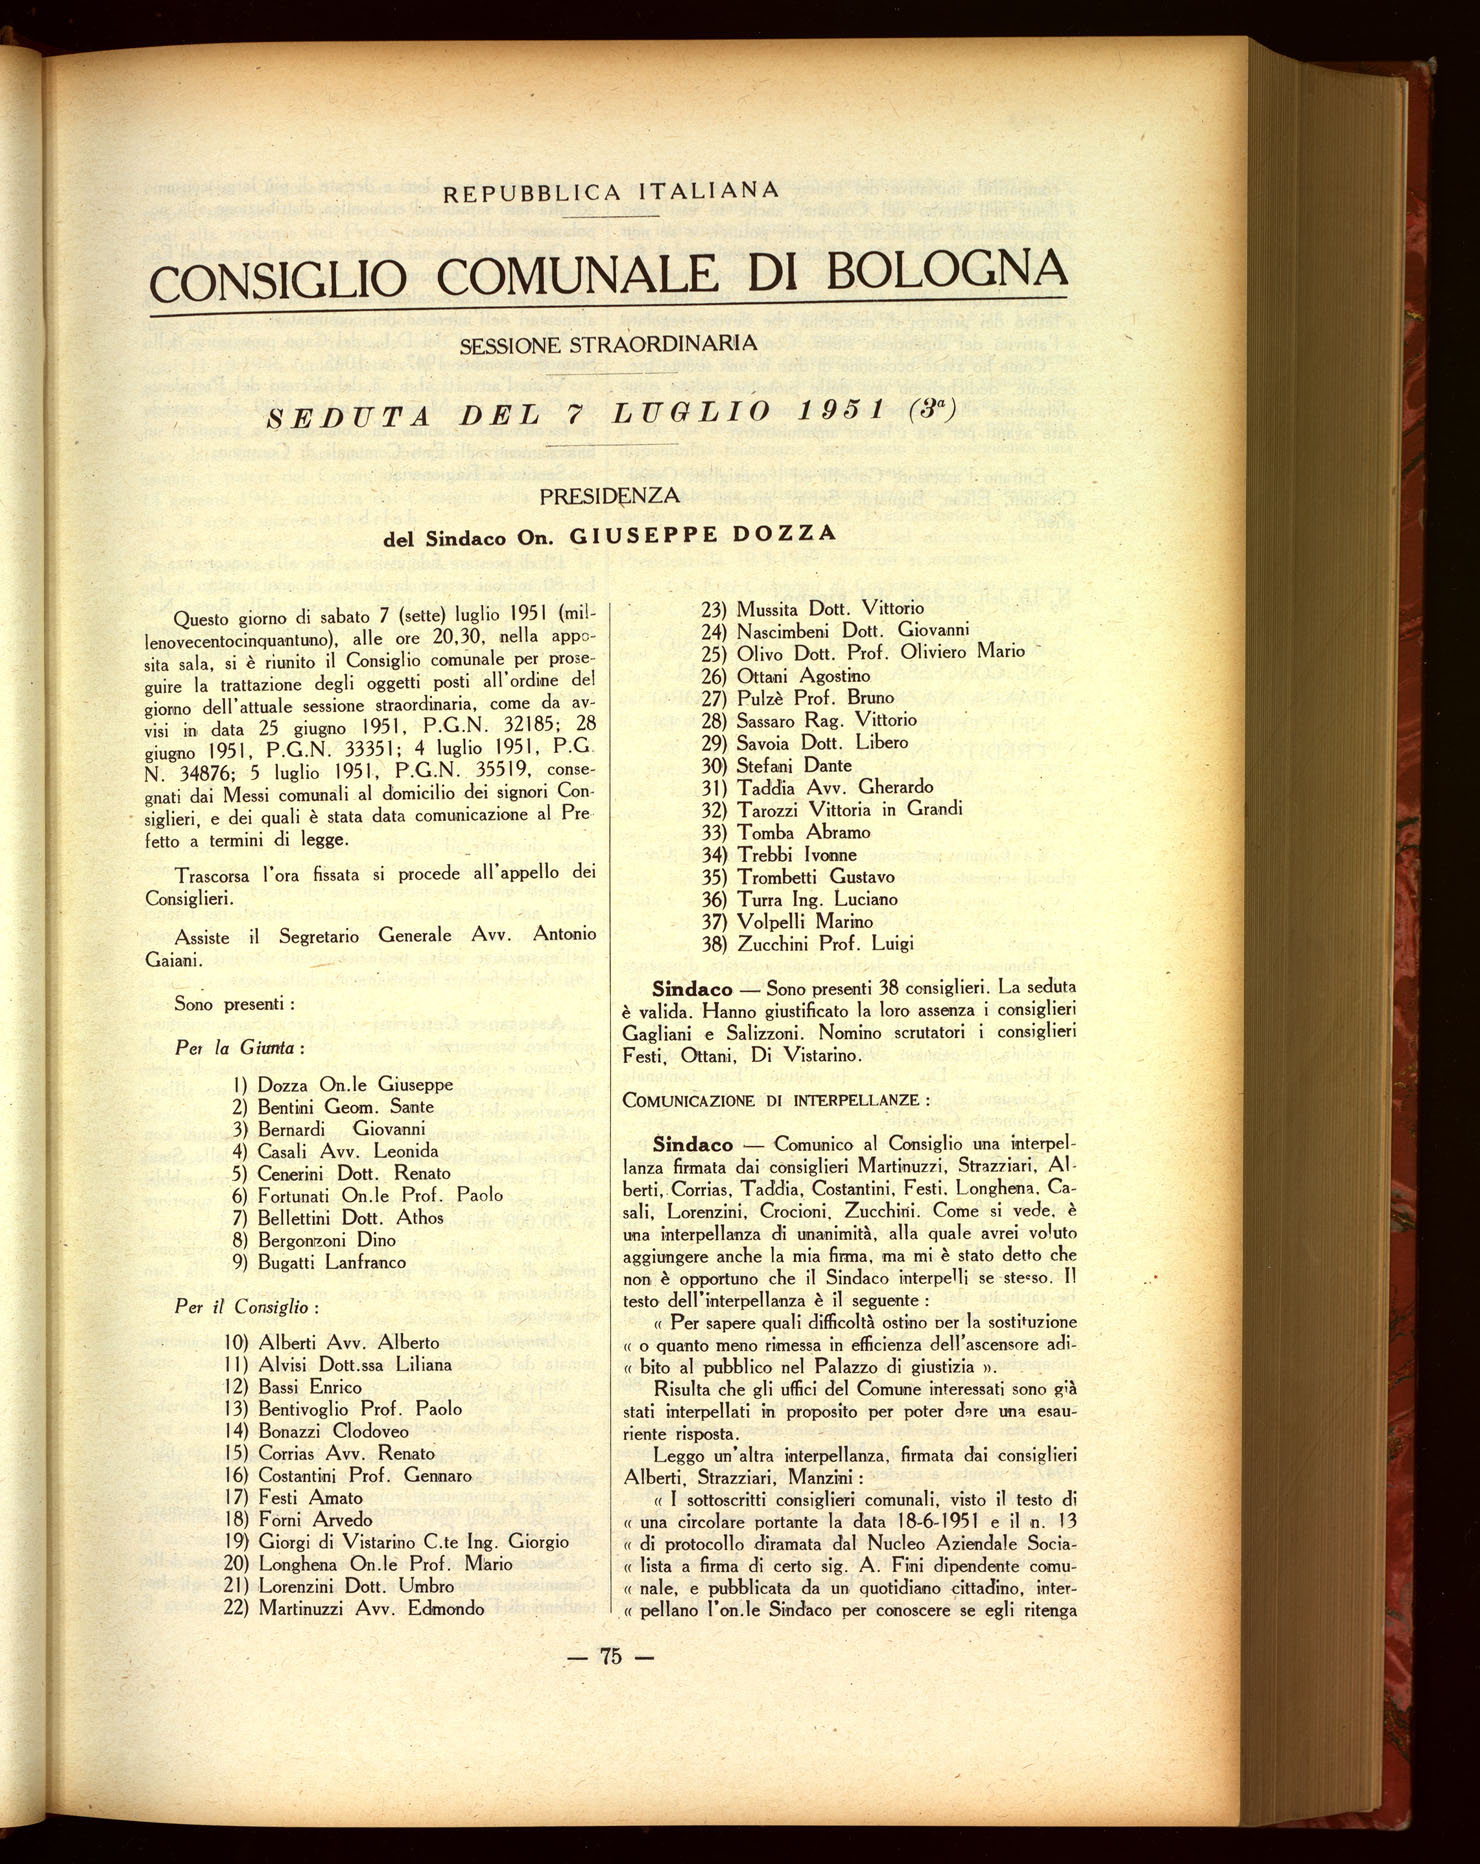 REPUBBLICA ITALIANA
CONSIGLIO COMUNALE DI BOLOGNA
SESSIONE STRAORDINARIA
SEDUTA DEL 7 LUGLIO 1951 (3ª)
PRESIDENZA
del Sindaco On. GIUSEPPE DOZZA
Questo giorno di sabato 7 (sette) luglio 1951 (mil-
lenovecentocinquantuno), alle ore 20,30, nella appo-
sita sala, si è riunito il Consiglio comunale per prose-
guire la trattazione degli oggetti posti all'ordine del
giorno dell'attuale sessione straordinaria, come da av-
visi in data 25 giugno 1951, P.G.N. 32185; 28
giugno 1951, P.G.N. 33351; 4 luglio 1951, P.G.
N. 34876; 5 luglio 1951, P.G.N. 35519, conse-
gnati dai Messi comunali al domicilio dei signori Con-
siglieri, e dei quali è stata data comunicazione al Pre-
fetto a termini di legge.
Trascorsa l'ora fissata si procede all'appello dei
Consiglieri.
Assiste il Segretario Generale Avv. Antonio
Gaiani.
Sono presenti :
Per la Giunta :
1) Dozza On.le Giuseppe
2) Bentini Geom. Sante
3) Bernardi Giovanni
4) Casali Avv. Leonida
5) Cenerini Dott. Renato
6) Fortunati On.le Prof. Paolo
7) Bellettini Dott. Athos
8) Bergonzoni Dino
9) Bugatti Lanfranco
Per il Consiglio :
10) Alberti Avv. Alberto
11) Alvisi Dott.ssa Liliana
12) Bassi Enrico
13) Bentivoglio Prof. Paolo
14) Bonazzi Clodoveo
15) Corrias Avv. Renato
16) Costantini Prof. Gennaro
17) Festi Amato
18) Forni Arvedo
19) Giorgi di Vistarino C.te Ing. Giorgio
20) Longhena On.le Prof. Mario
21) Lorenzini Dott. Umbro
22) Martinuzzi Avv. Edmondo
23) Mussita Dott. Vittorio
24) Nascimbeni Dott. Giovanni
25) Olivo Dott. Prof. Oliviero Mario
26) Ottani Agostino
27) Pulzè Prof. Bruno
28) Sassaro Rag. Vittorio
29) Savoia Dott. Libero
30) Stefani Dante
31) Taddia Avv. Gherardo
32) Tarozzi Vittoria in Grandi
33) Tomba Abramo
34) Trebbi Ivonne
35) Trombetti Gustavo
36) Turra Ing. Luciano
37) Volpelli Marino
38) Zucchini Prof. Luigi
Sindaco — Sono presenti 38 consiglieri. La seduta
è valida. Hanno giustificato la loro assenza i consiglieri
Gagliani e Salizzoni. Nomino scrutatori i consiglieri
Festi, Ottani, Di Vistarino.
COMUNICAZIONE DI INTERPELLANZE :
Sindaco — Comunico al Consiglio una interpel-
lanza firmata dai consiglieri Martinuzzi, Strazziari, Al-
berti, Corrias, Taddia, Costantini, Festi, Longhena, Ca-
sali, Lorenzini, Crocioni, Zucchini. Come si vede, è
una interpellanza di unanimità, alla quale avrei voluto
aggiungere anche la mia firma, ma mi è stato detto che
non è opportuno che il Sindaco interpelli se stesso. Il
testo dell'interpellanza è il seguente :
« Per sapere quali difficoltà ostino per la sostituzione
« o quanto meno rimessa in efficienza dell'ascensore adi-
« bito al pubblico nel Palazzo di giustizia ».
Risulta che gli uffici del Comune interessati sono già
stati interpellati in proposito per poter dare una esau-
riente risposta.
Leggo un'altra interpellanza, firmata dai consiglieri
Alberti, Strazziari, Manzini :
« I sottoscritti consiglieri comunali, visto il testo di
« una circolare portante la data 18-6-1951 e il n. 13
« di protocollo diramata dal Nucleo Aziendale Socia-
« lista a firma di certo sig. A. Fini dipendente comu-
« nale, e pubblicata da un quotidiano cittadino, inter-
« pellano l'on.le Sindaco per conoscere se egli ritenga
— 75 —